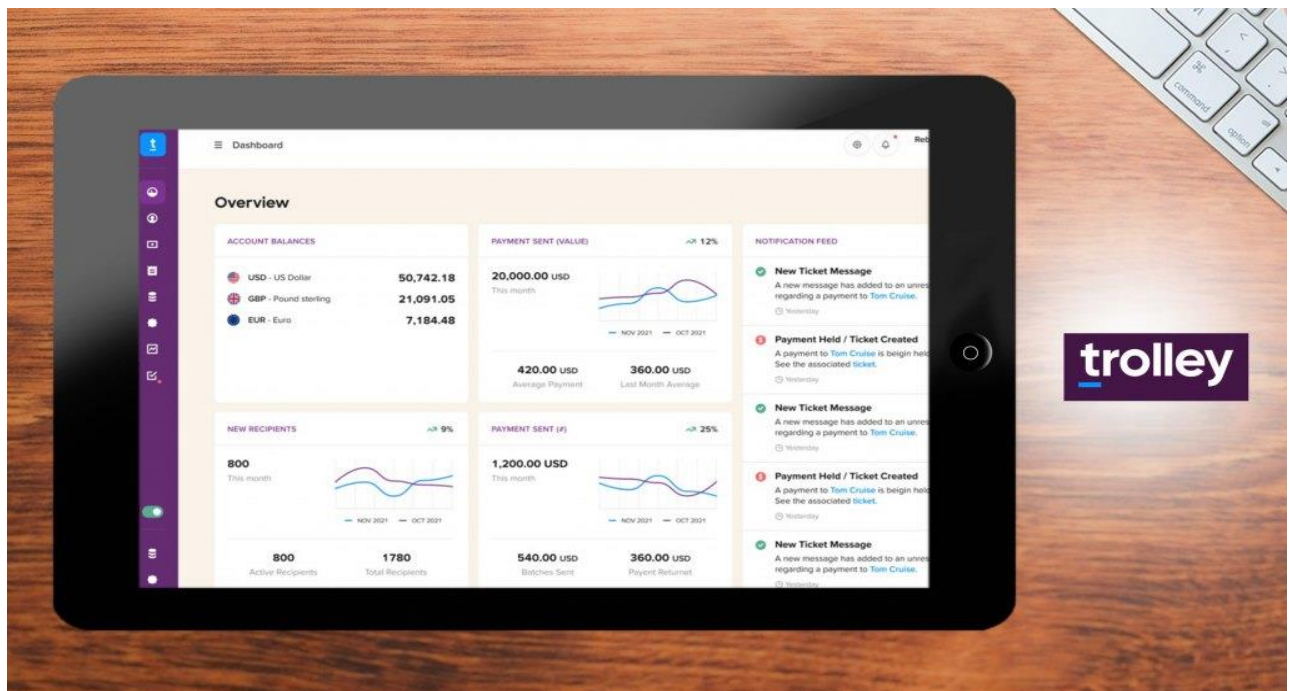 command
alt
option
t
Dashboard
Reb
Overview
ACCOUNT BALANCES
USD - US Dollar 50,742.18
GBP - Pound sterling 21,091.05
EUR - Euro 7,184.48
PAYMENT SENT (VALUE) 12%
20,000.00 USD
This month
NOV 2021 OCT 2021
420.00 USD 360.00 USD
Average Payment Last Month Average
NOTIFICATION FEED
New Ticket Message
A new message has added to an unres
regarding a payment to Tom Cruise.
Yesterday
Payment Held / Ticket Created
A payment to Tom Cruise is beigin held
See the associated ticket.
Yesterday
New Ticket Message
A new message has added to an unres
regarding a payment to Tom Cruise.
Yesterday
Payment Held / Ticket Created
A payment to Tom Cruise is beigin held
See the associated ticket.
Yesterday
New Ticket Message
A new message has added to an unres
regarding a payment to Tom Cruise.
Yesterday
NEW RECIPIENTS 9%
800
This month
NOV 2021 OCT 2021
800 1780
Active Recipients Total Recipients
PAYMENT SENT (#) 25%
1,200.00 USD
This month
NOV 2021 OCT 2021
540.00 USD 360.00 USD
Batches Sent Payent Returnet
trolley